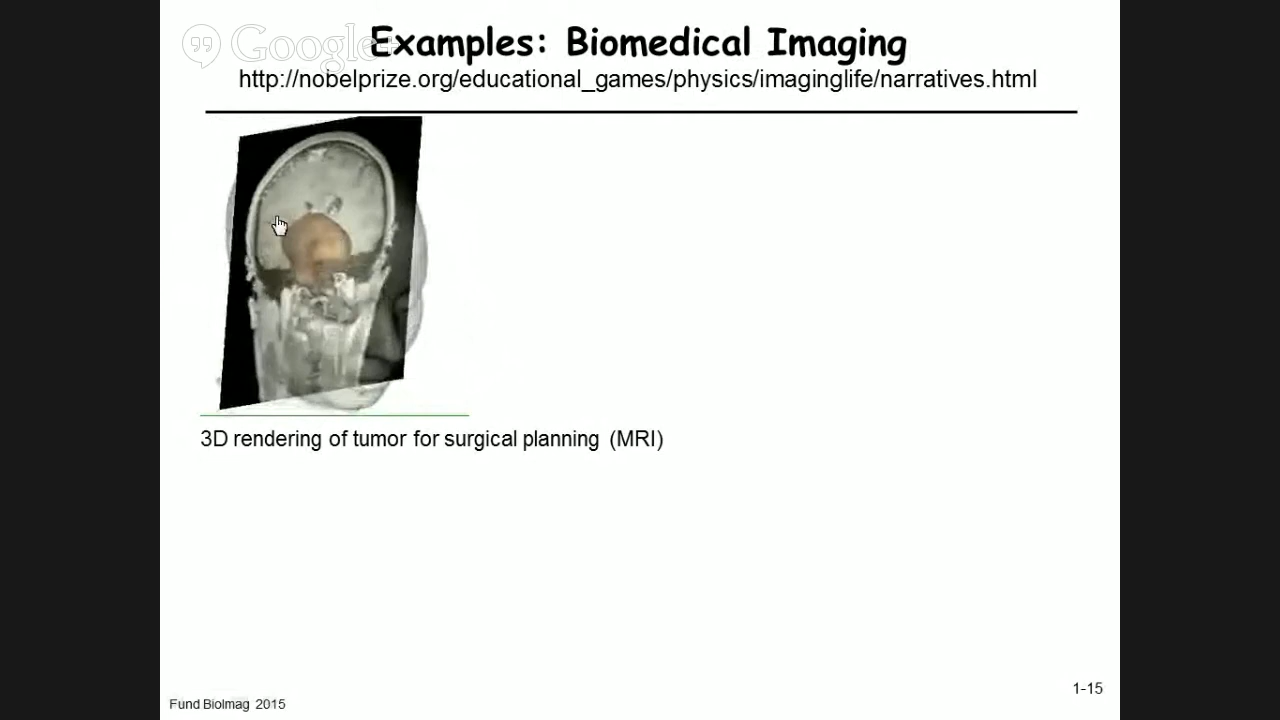 Google+
Examples: Biomedical Imaging
http://nobelprize.org/educational_games/physics/imaginglife/narratives.html
3D rendering of tumor for surgical planning (MRI)
1-15
Fund BioImag 2015